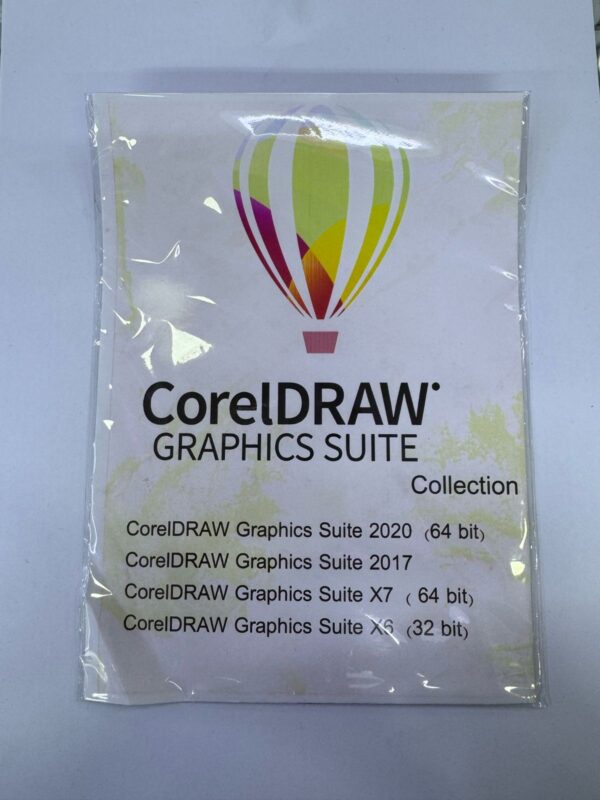 CorelDRAW
GRAPHICS SUITE
Collection
CorelDRAW Graphics Suite 2020 (64 bit)
CorelDRAW Graphics Suite 2017
CorelDRAW Graphics Suite X7 ( 64 bit)
CorelDRAW Graphics Suite X6 (32 bit)